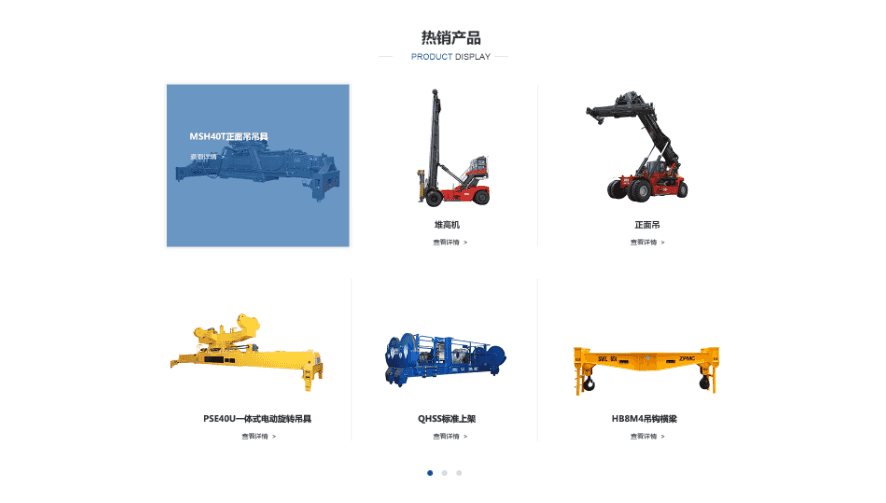 热销产品
PRODUCT DISPLAY
MSH40T正面吊吊具
查看详情
堆高机
查看详情 >
正面吊
查看详情 >
ZPMC
PSE40U一体式电动旋转吊具
查看详情 >
QHSS标准上架
查看详情 >
HB8M4吊钩横梁
查看详情 >